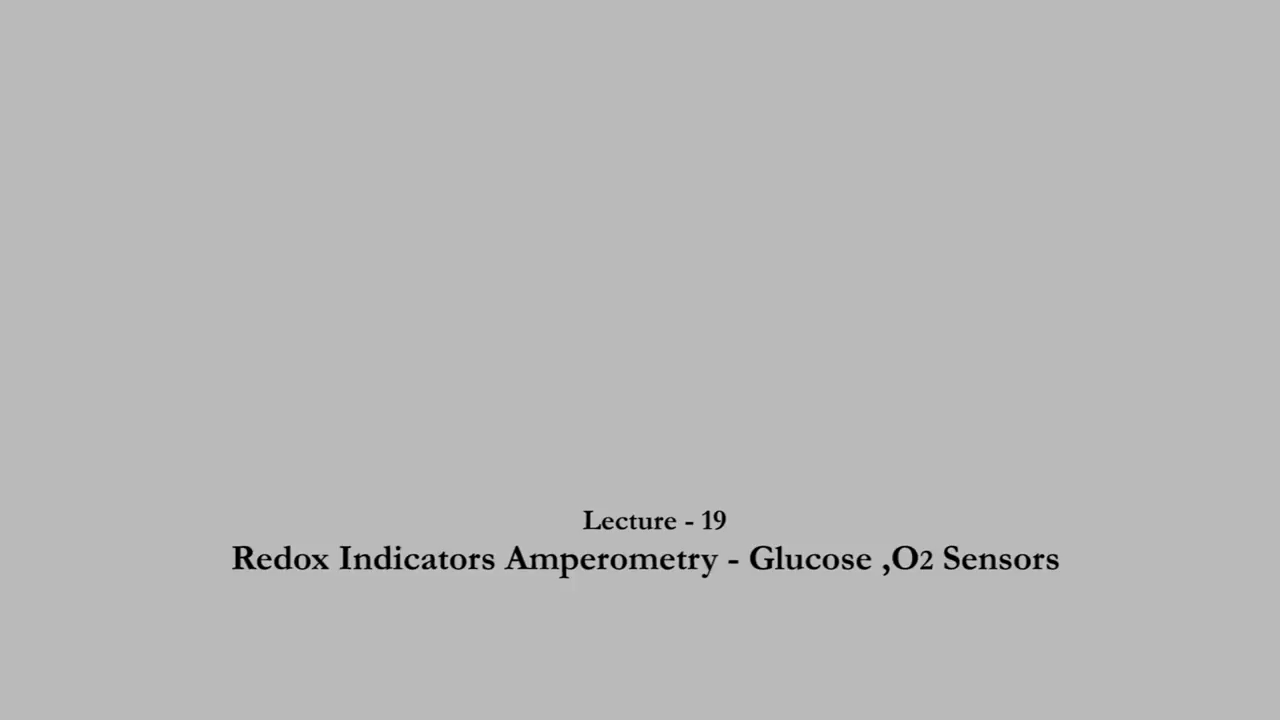 Lecture - 19
Redox Indicators Amperometry - Glucose ,O2 Sensors